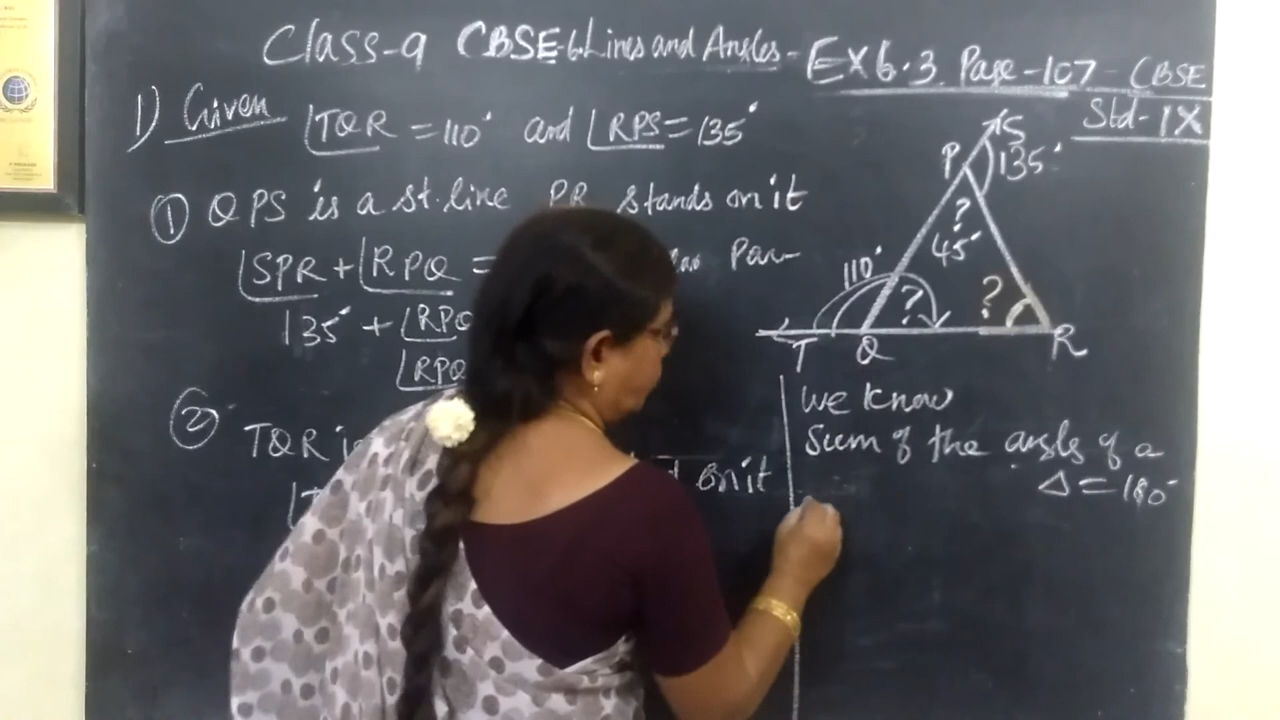 Class-9 CBSE-6.Lines and Angles - EX 6.3 Page-107 - CBSE
Std-IX
1) Given ∠TQR = 110° and ∠RPS = 135°
① QPS is a st.line PR stands on it
∠SPR + ∠RPQ =
135° + ∠RPQ
∠RPQ
②
TQR is
on it
S
P
135°
?
45°
110°
?
?
T
Q
R
We know
Sum of the angles of a
Δ = 180°